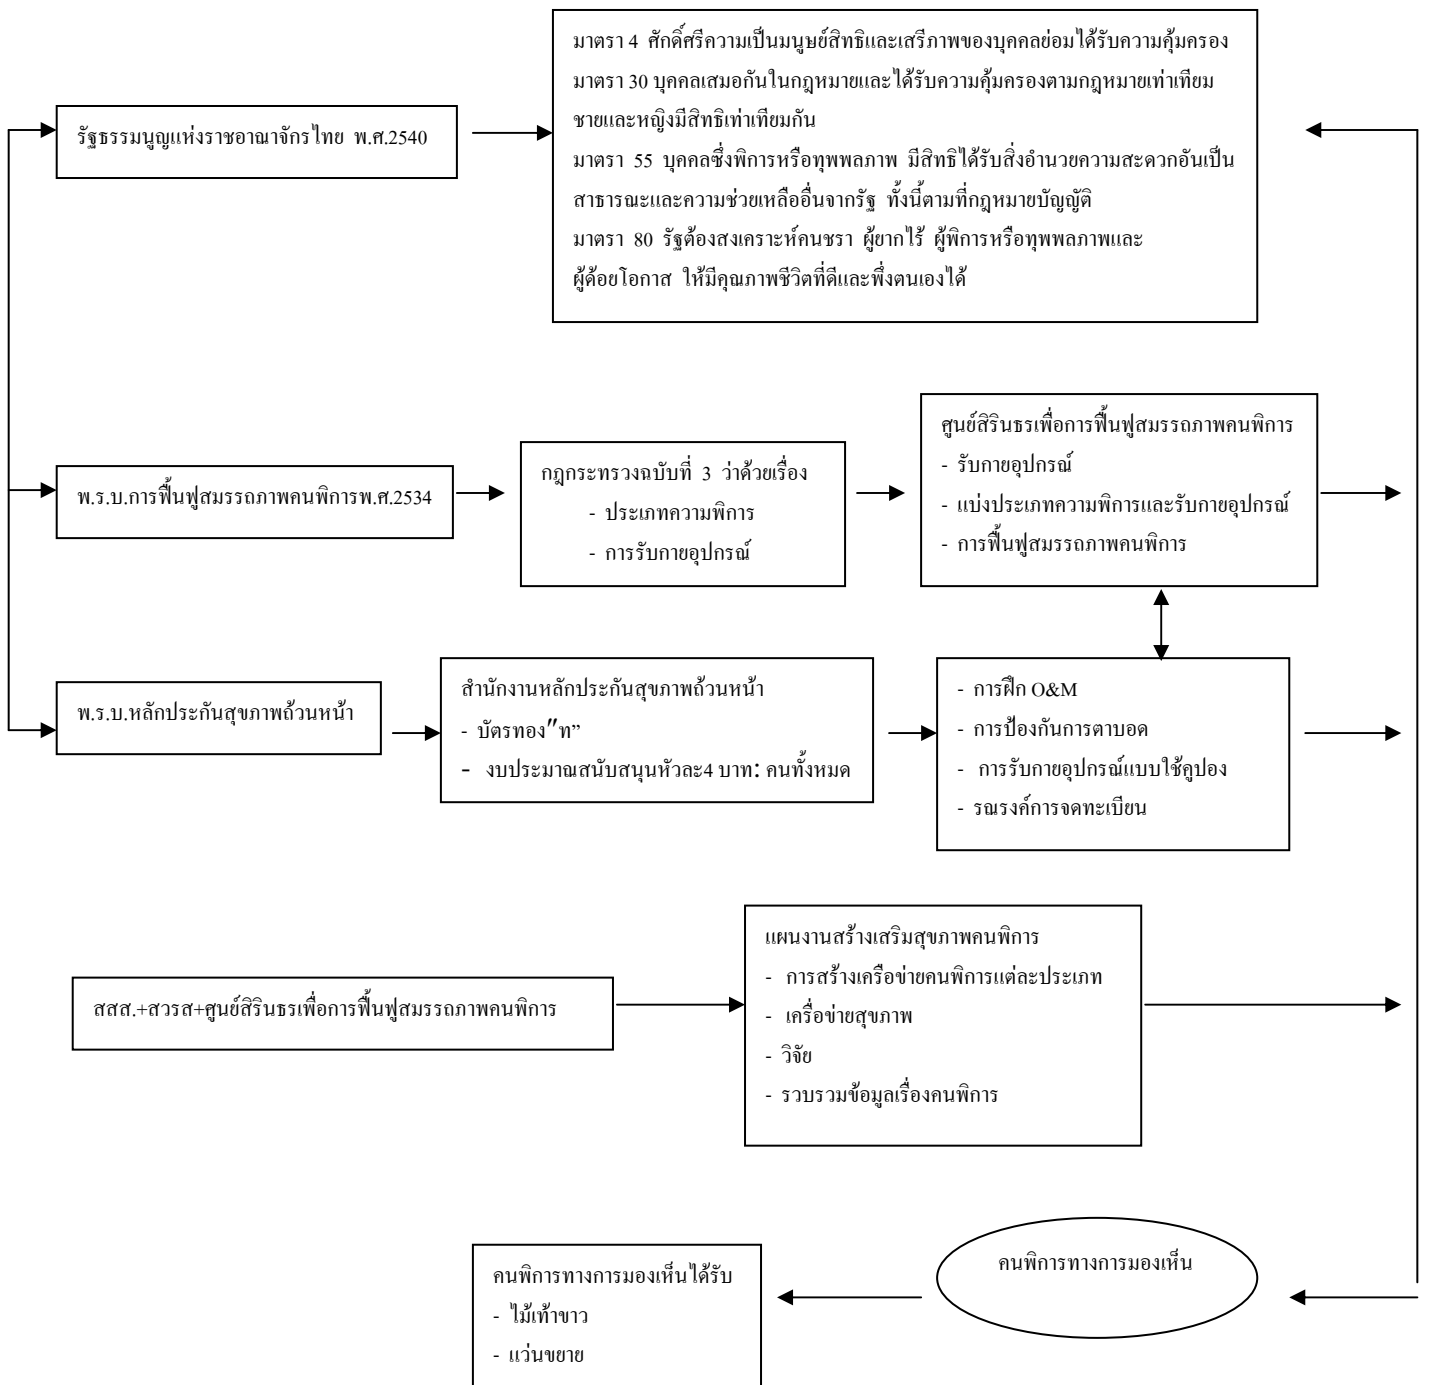 มาตรา 4 ศักดิ์ศรีความเป็นมนุษย์สิทธิและเสรีภาพของบุคคลย่อมได้รับความคุ้มครอง
มาตรา 30 บุคคลเสมอกันในกฎหมายและได้รับความคุ้มครองตามกฎหมายเท่าเทียม
ชายและหญิงมีสิทธิเท่าเทียมกัน
มาตรา 55 บุคคลซึ่งพิการหรือทุพพลภาพ มีสิทธิได้รับสิ่งอำนวยความสะดวกอันเป็น
สาธารณะและความช่วยเหลืออื่นจากรัฐ ทั้งนี้ตามที่กฎหมายบัญญัติ
มาตรา 80 รัฐต้องสงเคราะห์คนชรา ผู้ยากไร้ ผู้พิการหรือทุพพลภาพและ
ผู้ด้อยโอกาส ให้มีคุณภาพชีวิตที่ดีและพึ่งตนเองได้
รัฐธรรมนูญแห่งราชอาณาจักรไทย พ.ศ.2540
พ.ร.บ.การฟื้นฟูสมรรถภาพคนพิการพ.ศ.2534
กฎกระทรวงฉบับที่ 3 ว่าด้วยเรื่อง
- ประเภทความพิการ
- การรับกายอุปกรณ์
ศูนย์สิรินธรเพื่อการฟื้นฟูสมรรถภาพคนพิการ
- รับกายอุปกรณ์
- แบ่งประเภทความพิการและรับกายอุปกรณ์
- การฟื้นฟูสมรรถภาพคนพิการ
พ.ร.บ.หลักประกันสุขภาพถ้วนหน้า
สำนักงานหลักประกันสุขภาพถ้วนหน้า
- บัตรทอง"ท”
- งบประมาณสนับสนุนหัวละ4 บาท: คนทั้งหมด
- การฝึก O&M
- การป้องกันการตาบอด
- การรับกายอุปกรณ์แบบใช้คูปอง
- รณรงค์การจดทะเบียน
สสส.+สวรส+ศูนย์สิรินธรเพื่อการฟื้นฟูสมรรถภาพคนพิการ
แผนงานสร้างเสริมสุขภาพคนพิการ
- การสร้างเครือข่ายคนพิการแต่ละประเภท
- เครื่อข่ายสุขภาพ
- วิจัย
- รวบรวมข้อมูลเรื่องคนพิการ
คนพิการทางการมองเห็น
คนพิการทางการมองเห็นได้รับ
- ไม้เท้าขาว
- แว่นขยาย